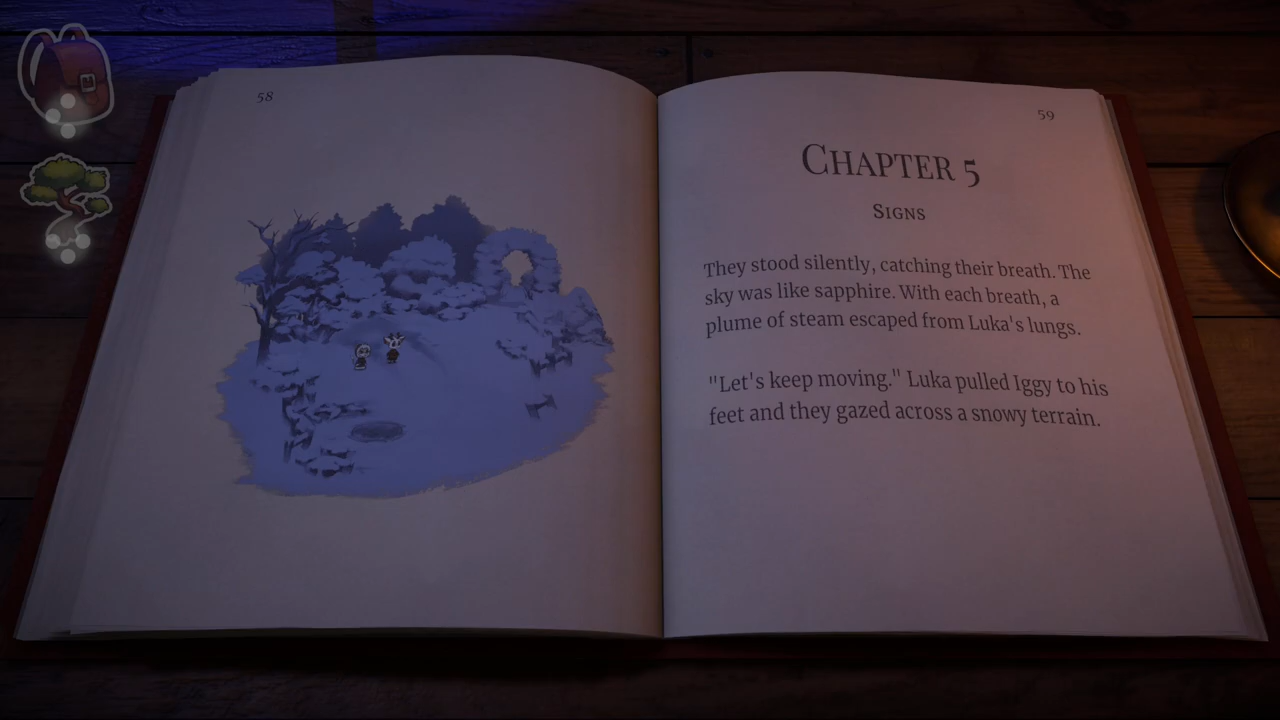 58
59
Chapter 5
Signs
They stood silently, catching their breath. The
sky was like sapphire. With each breath, a
plume of steam escaped from Luka's lungs.
"Let's keep moving." Luka pulled Iggy to his
feet and they gazed across a snowy terrain.